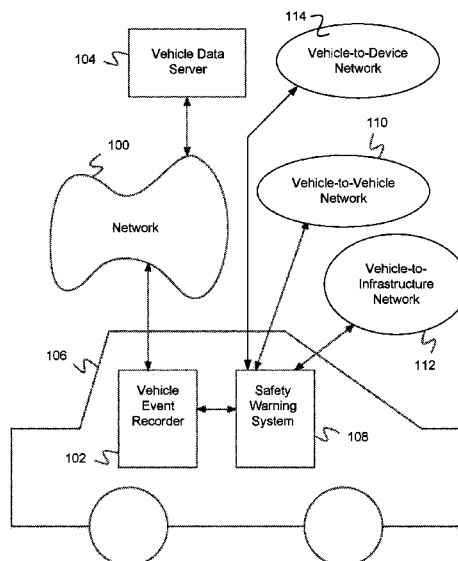 114
Vehicle-to-Device
Network
104
Vehicle Data
Server
100
110
Vehicle-to-Vehicle
Network
Network
Vehicle-to-
Infrastructure
Network
106
112
Vehicle
Event
Recorder
Safety
Warning
System
102
108